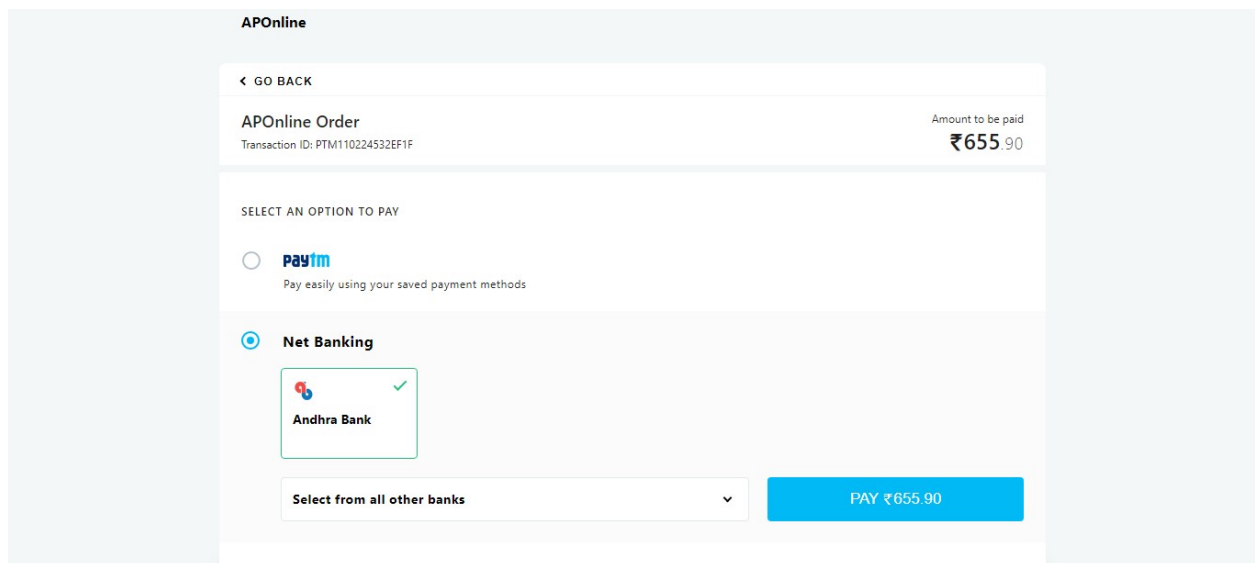 APOnline
GO BACK
APOnline Order
Amount to be paid
Transaction ID: PTM110224532EF1F
₹655.90
SELECT AN OPTION TO PAY
paytm
Pay easily using your saved payment methods
Net Banking
Andhra Bank
Select from all other banks
PAY ₹655.90